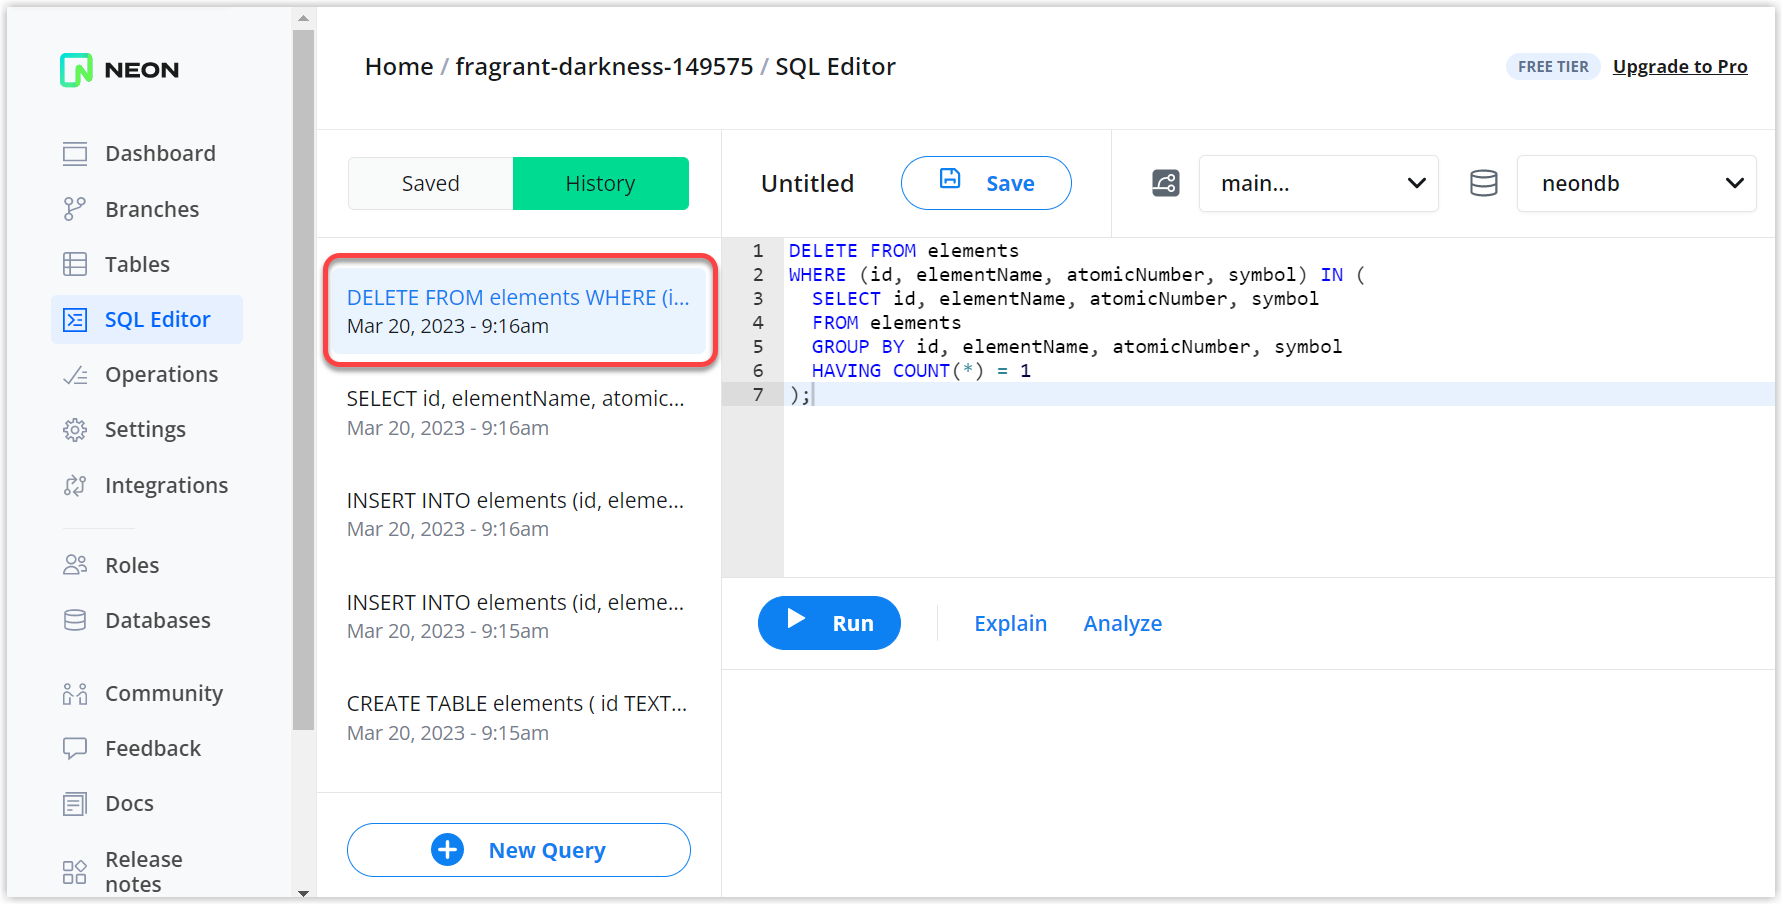 NEON
Dashboard
Branches
Tables
SQL Editor
Operations
Settings
Integrations
Roles
Databases
Community
Feedback
Docs
Release
notes
Home / fragrant-darkness-149575 / SQL Editor
FREE TIER
Upgrade to Pro
Saved
History
DELETE FROM elements WHERE (i...
Mar 20, 2023 - 9:16am
SELECT id, elementName, atomic...
Mar 20, 2023 - 9:16am
INSERT INTO elements (id, eleme...
Mar 20, 2023 - 9:16am
INSERT INTO elements (id, eleme...
Mar 20, 2023 - 9:15am
CREATE TABLE elements ( id TEXT...
Mar 20, 2023 - 9:15am
New Query
Untitled
Save
main...
neondb
1 DELETE FROM elements
2 WHERE (id, elementName, atomicNumber, symbol) IN (
3 SELECT id, elementName, atomicNumber, symbol
4 FROM elements
5 GROUP BY id, elementName, atomicNumber, symbol
6 HAVING COUNT(*) = 1
7 );
Run
Explain
Analyze